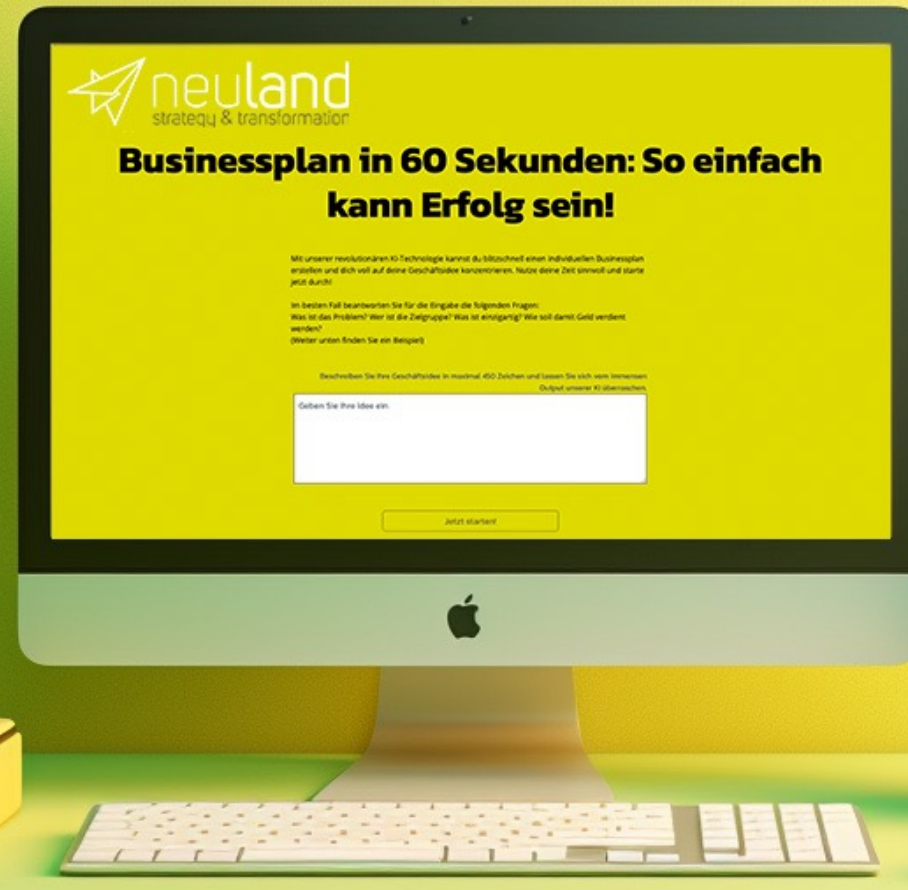 neuland
strategy & transformation
Businessplan in 60 Sekunden: So einfach
kann Erfolg sein!
Mit unserer revolutionären KI-Technologie kannst du blitzschnell einen individuellen Businessplan
erstellen und dich voll auf deine Geschäftsidee konzentrieren. Nutze deine Zeit sinnvoll und starte
jetzt durch!
Im besten Fall beantworten Sie für die Eingabe die folgenden Fragen:
Was ist das Problem? Wer ist die Zielgruppe? Was ist einzigartig? Wie soll damit Geld verdient
werden?
(Weiter unten finden Sie ein Beispiel)
Beschreiben Sie Ihre Geschäftsidee in maximal 450 Zeichen und lassen Sie sich vom immensen
Output unserer KI überraschen.
Geben Sie Ihre Idee ein
Jetzt starten!